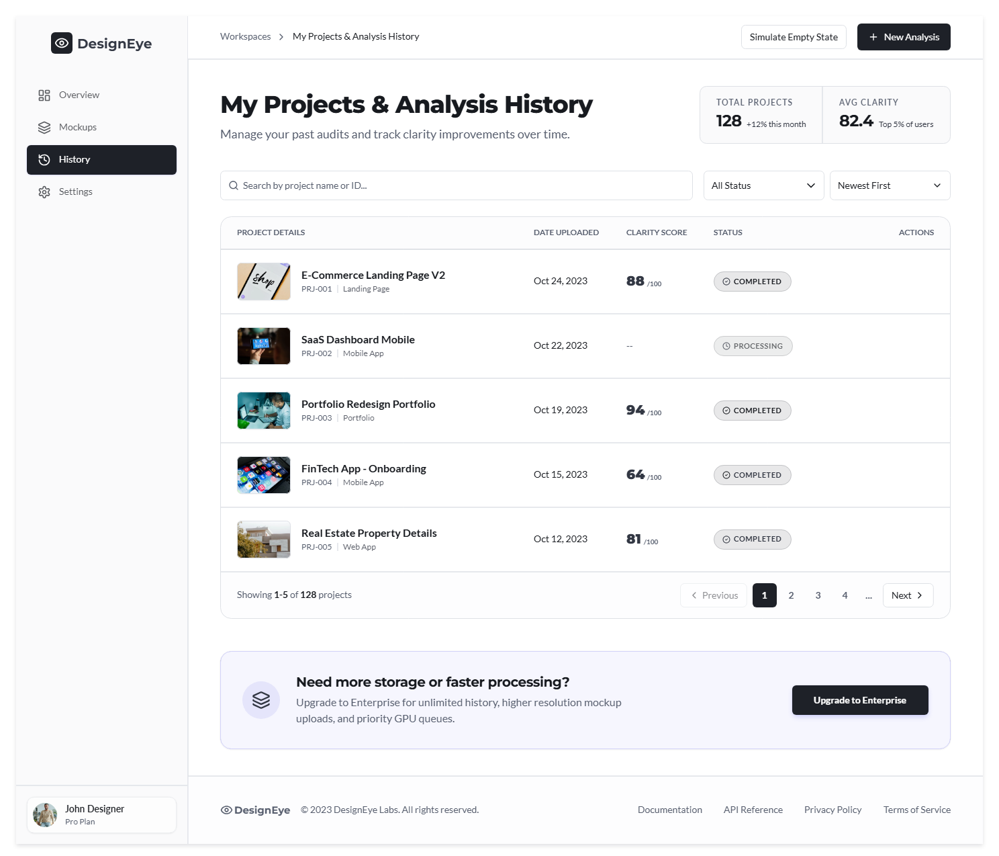 DesignEye
Overview
Mockups
History
Settings
John Designer
Pro Plan
Workspaces > My Projects & Analysis History
Simulate Empty State
+ New Analysis
My Projects & Analysis History
Manage your past audits and track clarity improvements over time.
TOTAL PROJECTS
128 +12% this month
AVG CLARITY
82.4 Top 5% of users
Search by project name or ID...
All Status
Newest First
PROJECT DETAILS DATE UPLOADED CLARITY SCORE STATUS ACTIONS
shop
E-Commerce Landing Page V2
PRJ-001 | Landing Page
Oct 24, 2023
88 /100
COMPLETED
SaaS Dashboard Mobile
PRJ-002 | Mobile App
Oct 22, 2023
--
PROCESSING
Portfolio Redesign Portfolio
PRJ-003 | Portfolio
Oct 19, 2023
94 /100
COMPLETED
FinTech App - Onboarding
PRJ-004 | Mobile App
Oct 15, 2023
64 /100
COMPLETED
Real Estate Property Details
PRJ-005 | Web App
Oct 12, 2023
81 /100
COMPLETED
Showing 1-5 of 128 projects
Previous 1 2 3 4 ... Next
Need more storage or faster processing?
Upgrade to Enterprise for unlimited history, higher resolution mockup
uploads, and priority GPU queues.
Upgrade to Enterprise
DesignEye © 2023 DesignEye Labs. All rights reserved.
Documentation API Reference Privacy Policy Terms of Service